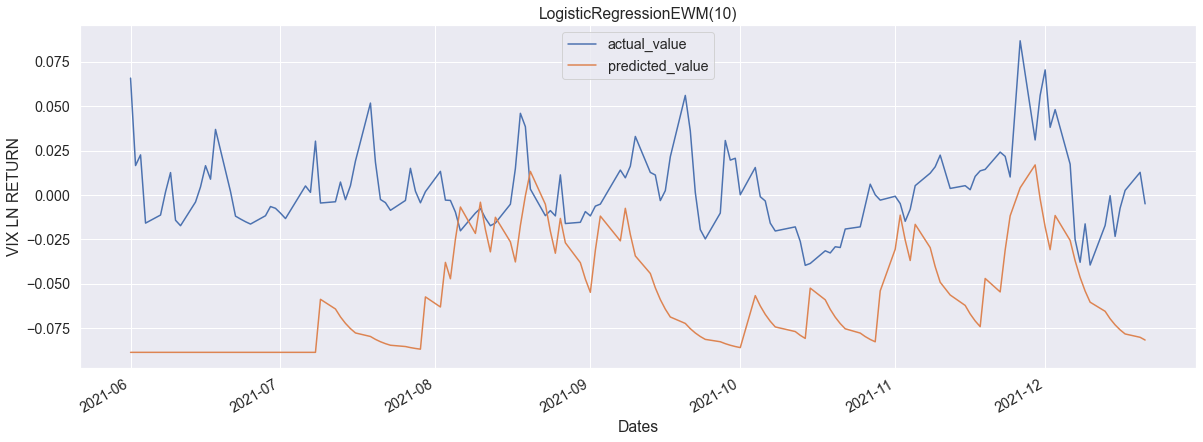 LogisticRegressionEWM(10)
actual_value
predicted_value
VIX LN RETURN
0.075
0.050
0.025
0.000
−0.025
−0.050
−0.075
2021-06
2021-07
2021-08
2021-09
2021-10
2021-11
2021-12
Dates